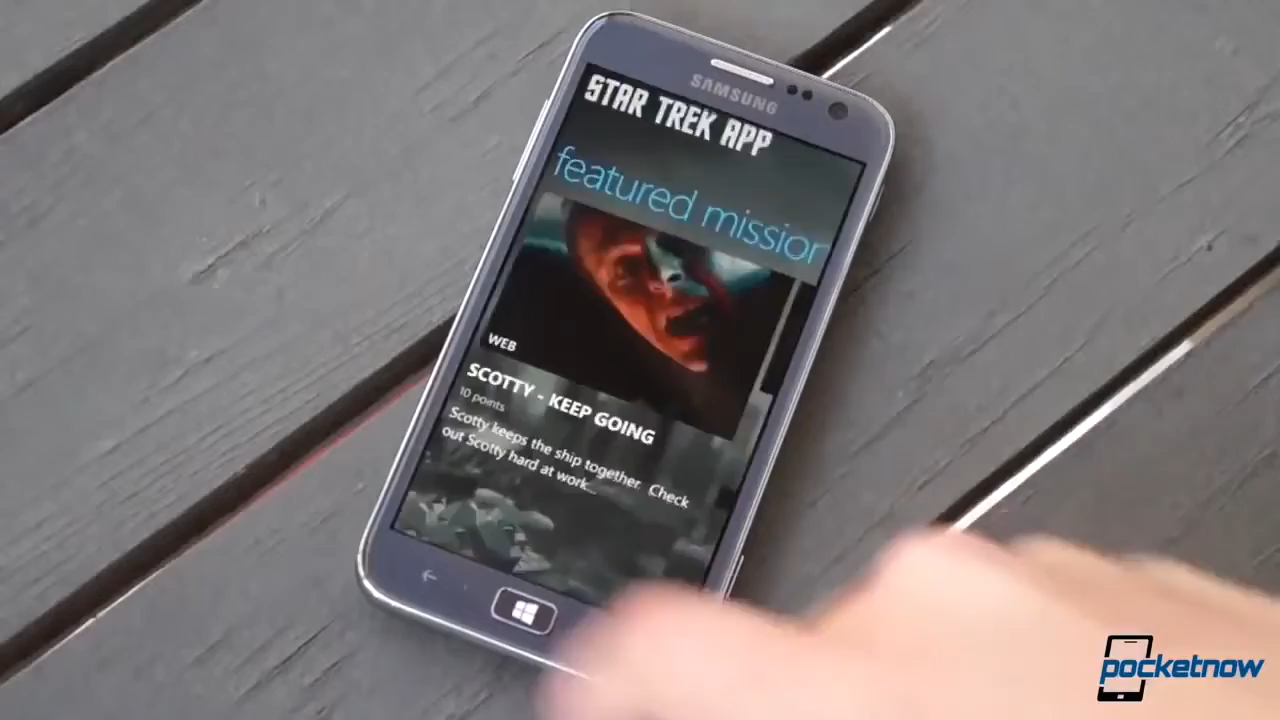 SAMSUNG
STAR TREK APP
featured mission
WEB
SCOTTY - KEEP GOING
10 points
Scotty keeps the ship together. Check
out Scotty hard at work...
pocketnow